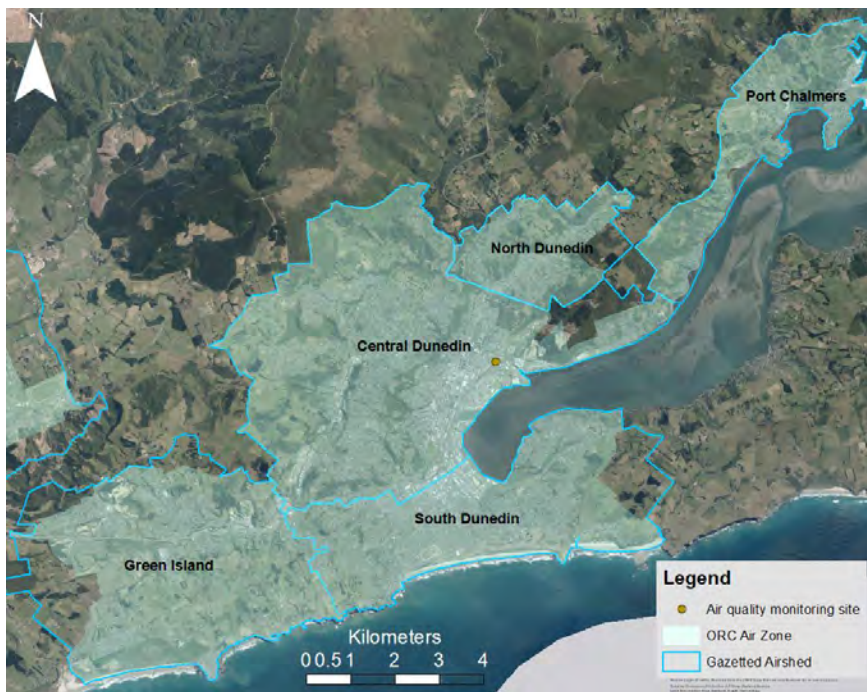 N
Port Chalmers
North Dunedin
Central Dunedin
South Dunedin
Green Island
Kilometers
0 0.5 1 2 3 4
Legend
Air quality monitoring site
ORC Air Zone
Gazetted Airshed